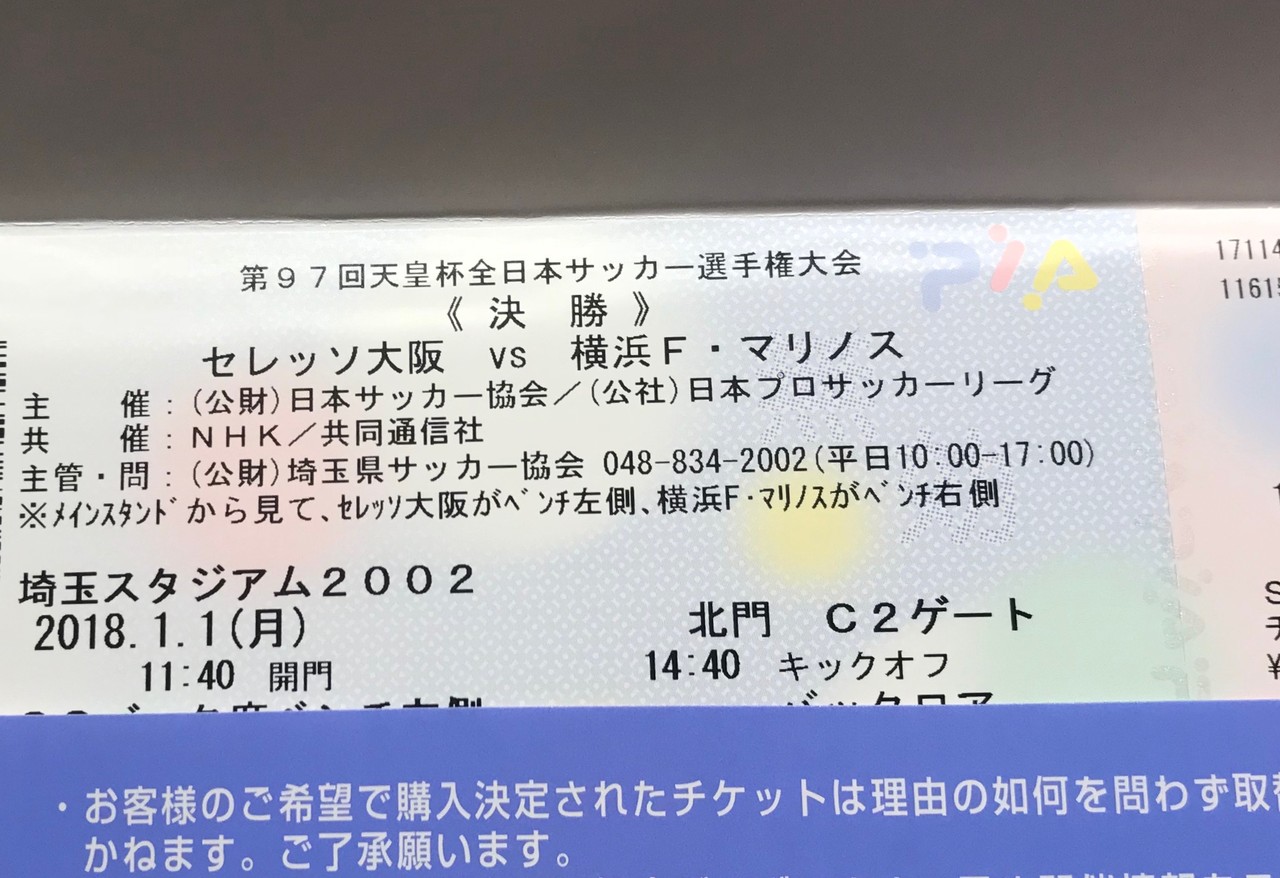 第９７回天皇杯全日本サッカー選手権大会
PIA
《 決 勝 》
セレッソ大阪 VS 横浜Ｆ・マリノス
主 催：(公財)日本サッカー協会／(公社)日本プロサッカーリーグ
共 催：ＮＨＫ／共同通信社
主管・問：(公財)埼玉県サッカー協会 048-834-2002(平日10:00-17:00)
※ﾒｲﾝｽﾀﾝﾄﾞから見て、ｾﾚｯｿ大阪がﾍﾞﾝﾁ左側、横浜F･ﾏﾘﾉｽがﾍﾞﾝﾁ右側
埼玉スタジアム２００２
2018. 1. 1(月) 北門 Ｃ２ゲート
11:40 開門 14:40 キックオフ
バックロア
17114
11615
¥
・お客様のご希望で購入決定されたチケットは理由の如何を問わず取替
かねます。ご了承願います。